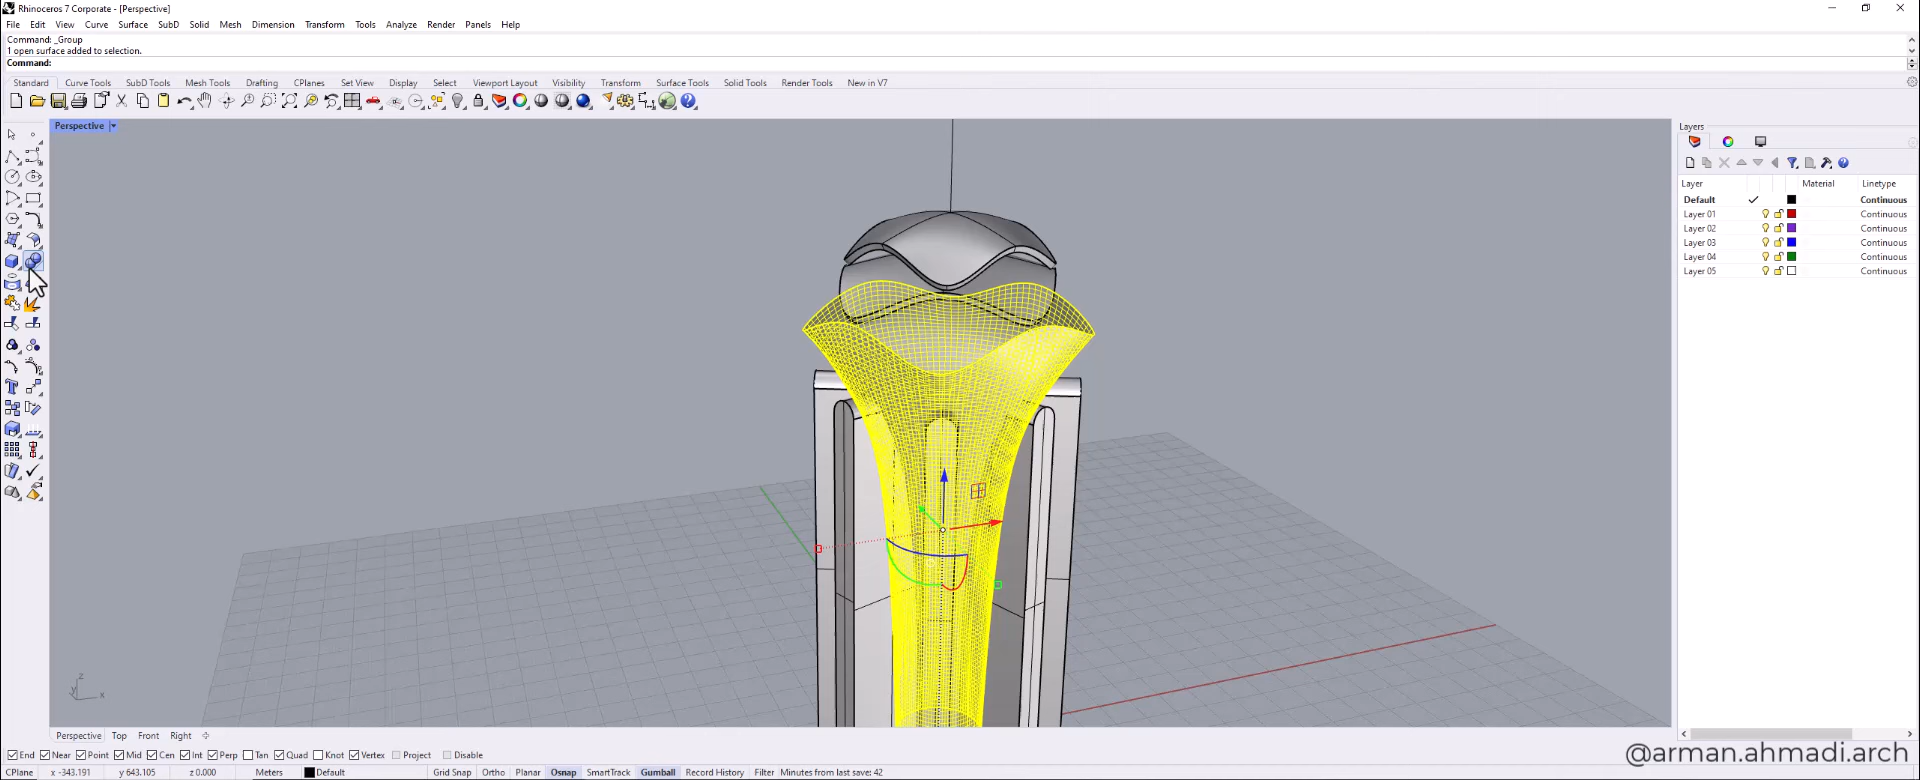 Rhinoceros 7 Corporate - [Perspective]
File Edit View Curve Surface SubD Solid Mesh Dimension Transform Tools Analyze Render Panels Help
Command: _Group
1 open surface added to selection.
Command:
Standard Curve Tools SubD Tools Mesh Tools Drafting CPlanes Set View Display Select Viewport Layout Visibility Transform Surface Tools Solid Tools Render Tools New in V7
Perspective
Layers
Layer Material Linetype
Default Continuous
Layer 01 Continuous
Layer 02 Continuous
Layer 03 Continuous
Layer 04 Continuous
Layer 05 Continuous
z
y x
Perspective Top Front Right
End Near Point Mid Cen Int Perp Tan Quad Knot Vertex Project Disable
@arman.ahmadi.arch
CPlane x -343.191 y 643.105 z 0.000 Meters Default Grid Snap Ortho Planar Osnap SmartTrack Gumball Record History Filter Minutes from last save: 42